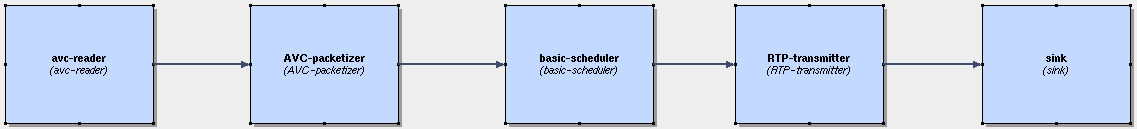 avc-reader
(avc-reader)
AVC-packetizer
(AVC-packetizer)
basic-scheduler
(basic-scheduler)
RTP-transmitter
(RTP-transmitter)
sink
(sink)